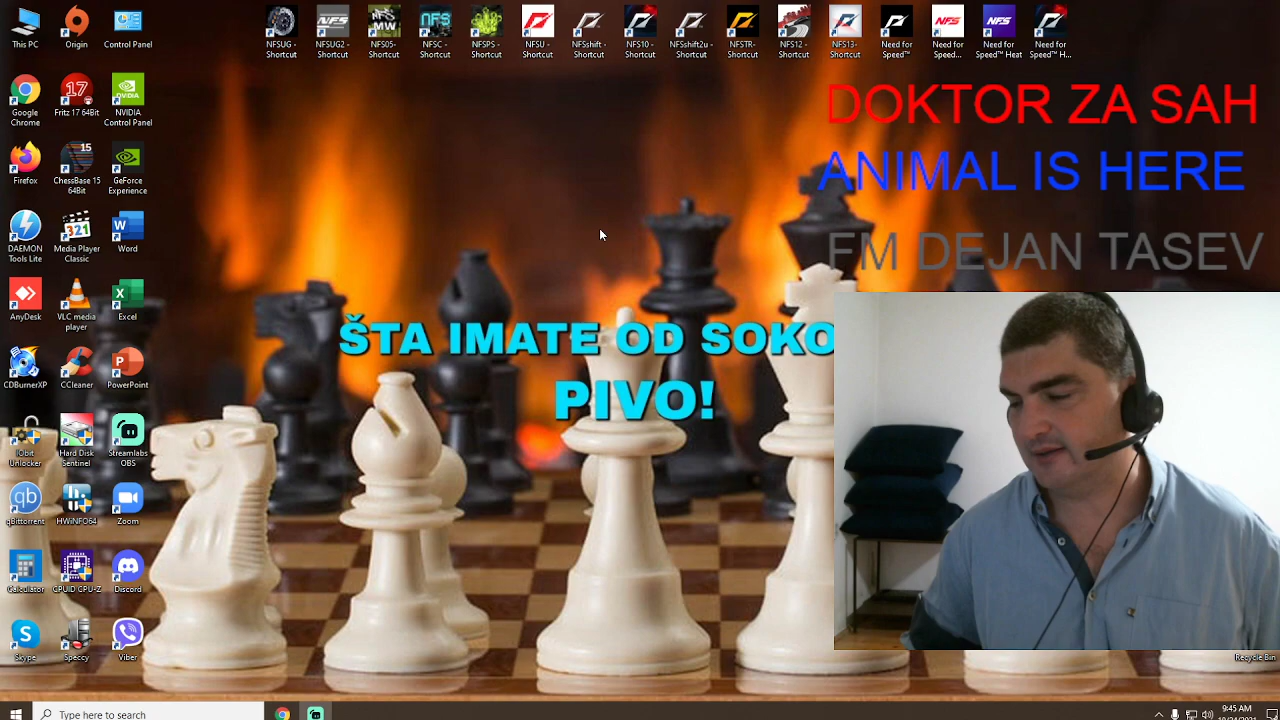 This PC
Origin
Control Panel
NFSUG - Shortcut
NFSUG2 - Shortcut
NFS05- Shortcut
NFSC - Shortcut
NFSPS - Shortcut
NFSU - Shortcut
NFSshift - Shortcut
NFS10 - Shortcut
NFSshift2u - Shortcut
NFSTR- Shortcut
NFS12 - Shortcut
NFS13- Shortcut
Need for Speed™
Need for Speed...
Need for Speed™ Heat
Need for Speed™ H...
Google Chrome
Fritz 17 64Bit
NVIDIA Control Panel
DOKTOR ZA SAH
Firefox
ChessBase 15 64Bit
GeForce Experience
ANIMAL IS HERE
DAEMON Tools Lite
Media Player Classic
Word
FM DEJAN TASEV
AnyDesk
VLC media player
Excel
ŠTA IMATE OD SOKO
PIVO!
CDBurnerXP
CCleaner
PowerPoint
IObit Unlocker
Hard Disk Sentinel
Streamlabs OBS
qBittorrent
HWiNFO64
Zoom
Calculator
CPUID CPU-Z
Discord
Skype
Speccy
Viber
Recycle Bin
Type here to search
9:45 AM